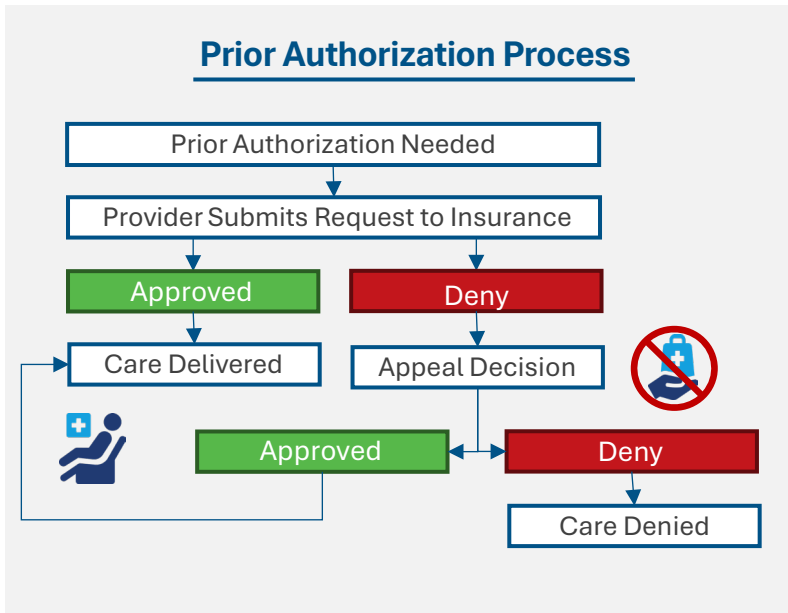 Prior Authorization Process
Prior Authorization Needed
Provider Submits Request to Insurance
Approved
Deny
Care Delivered
Appeal Decision
Approved
Deny
Care Denied